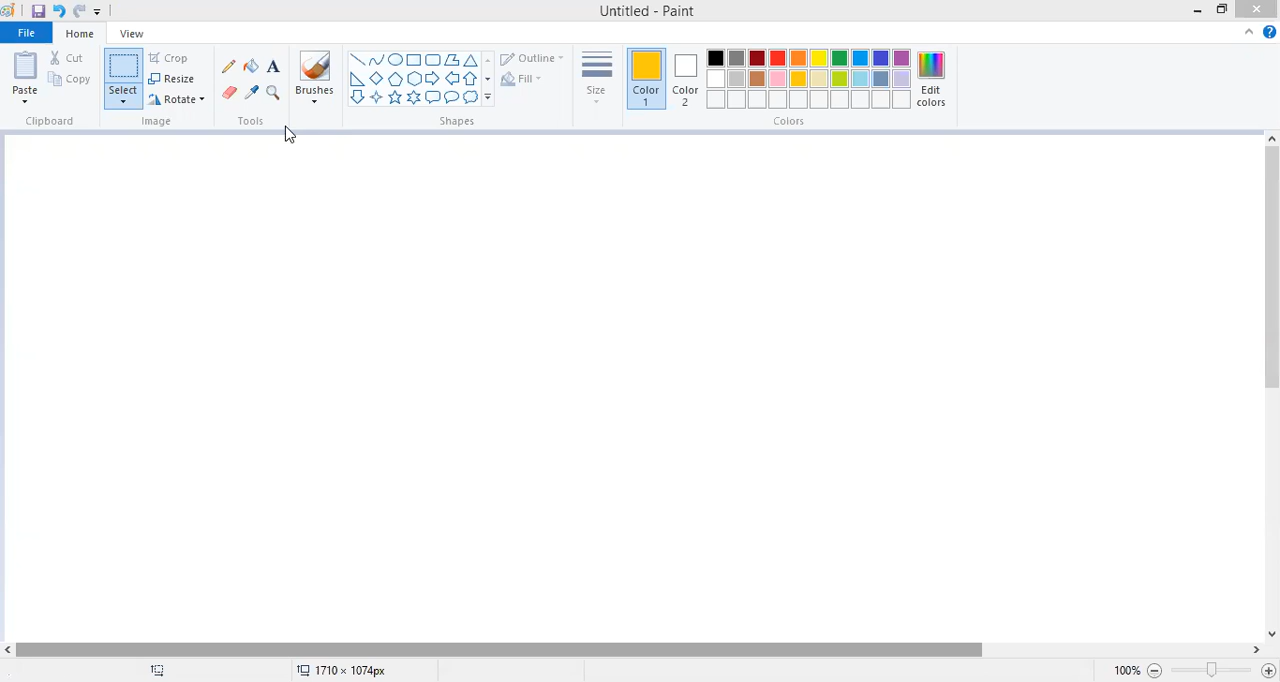 Untitled - Paint
File Home View
Paste
Cut
Copy
Clipboard
Select
Crop
Resize
Rotate
Image
A
Tools
Brushes
Outline
Fill
Shapes
Size
Color 1
Color 2
Edit colors
Colors
1710 × 1074px
100%